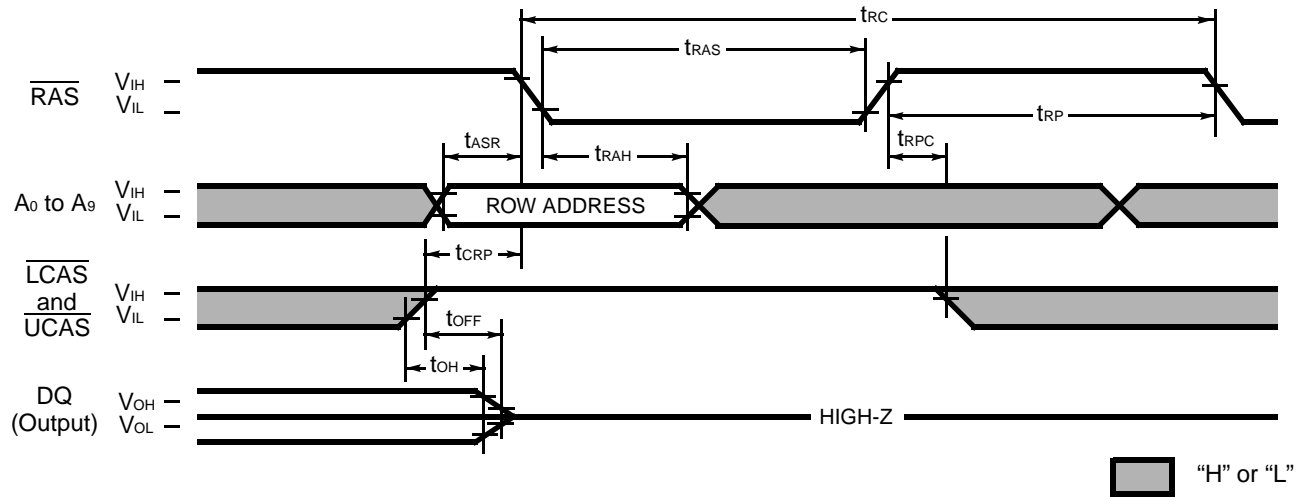 tRC
tRAS
RAS
VIH
VIL
tRP
tASR
tRAH
tRPC
A0 to A9
VIH
VIL
ROW ADDRESS
tCRP
LCAS
and
UCAS
VIH
VIL
tOFF
tOH
DQ
(Output)
VOH
VOL
HIGH-Z
“H” or “L”